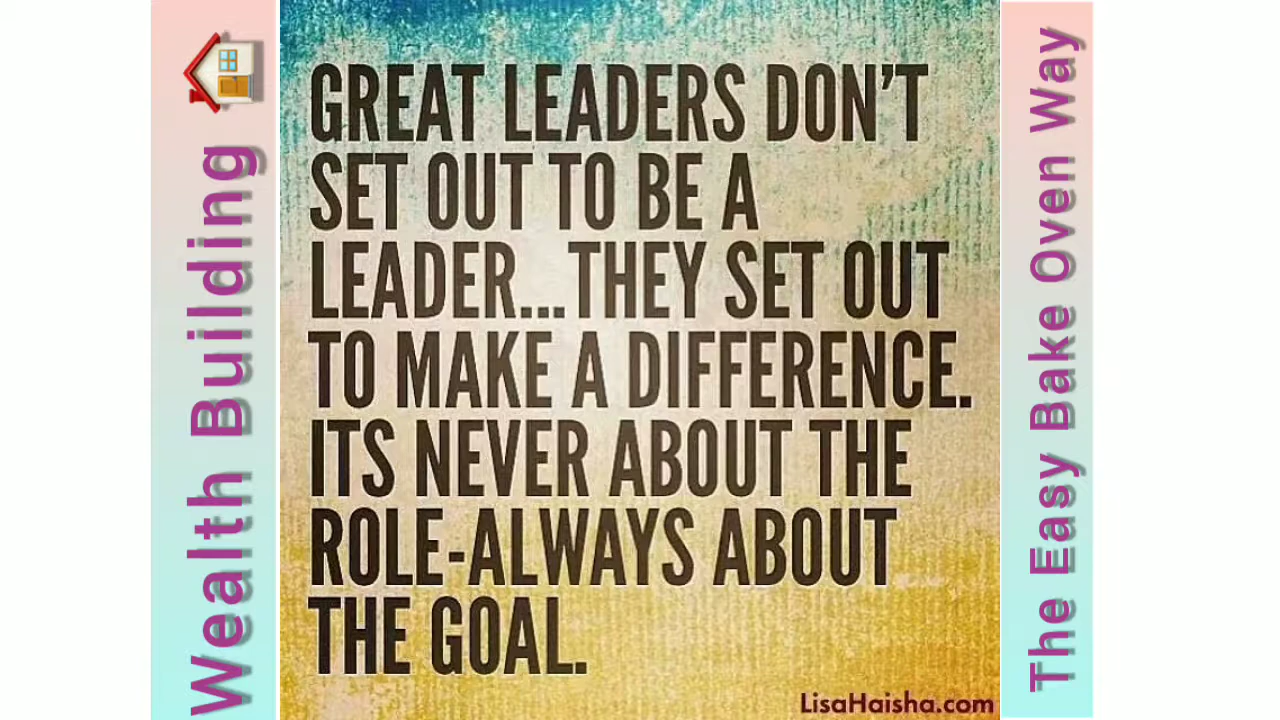 Wealth Building 🏠
GREAT LEADERS DON'T
SET OUT TO BE A
LEADER...THEY SET OUT
TO MAKE A DIFFERENCE.
ITS NEVER ABOUT THE
ROLE-ALWAYS ABOUT
THE GOAL.
LisaHaisha.com
The Easy Bake Oven Way